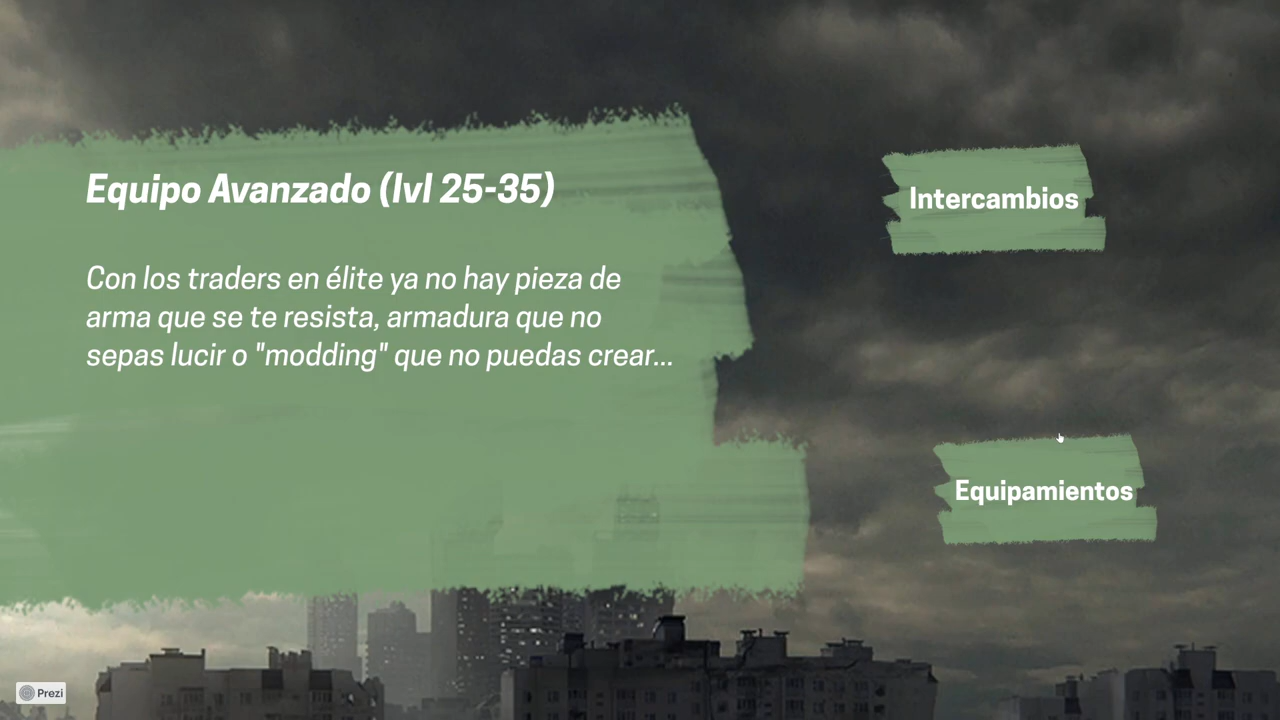 Equipo Avanzado (lvl 25-35)
Con los traders en élite ya no hay pieza de
arma que se te resista, armadura que no
sepas lucir o "modding" que no puedas crear...
Intercambios
Equipamientos
Prezi